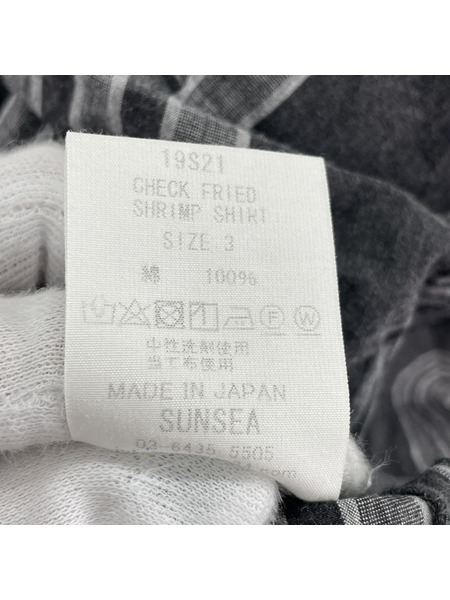 19S21
CHECK FRIED
SHRIMP SHIRT
SIZE 3
綿 100%
F W
中性洗剤使用
当て布使用
MADE IN JAPAN
SUNSEA
03-6435-5505